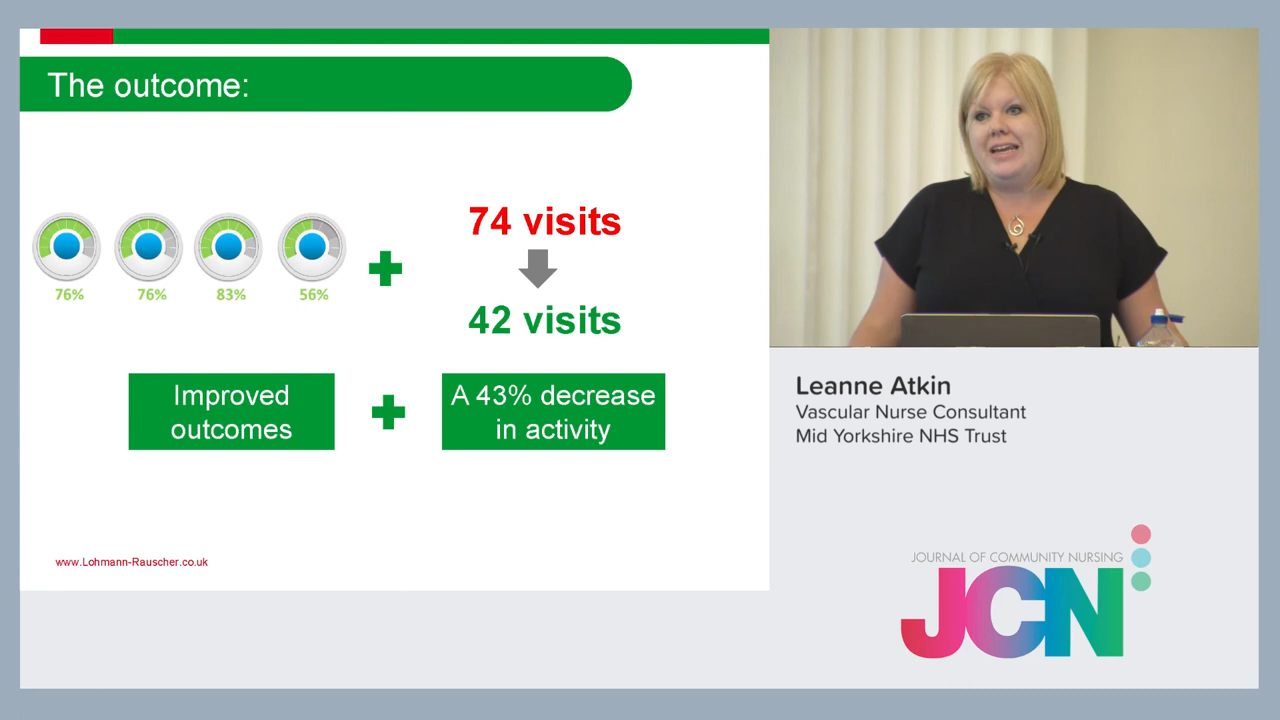 The outcome:
76%
76%
83%
56%
74 visits
42 visits
Improved
outcomes
A 43% decrease
in activity
www.Lohmann-Rauscher.co.uk
Leanne Atkin
Vascular Nurse Consultant
Mid Yorkshire NHS Trust
JOURNAL OF COMMUNITY NURSING
JCN